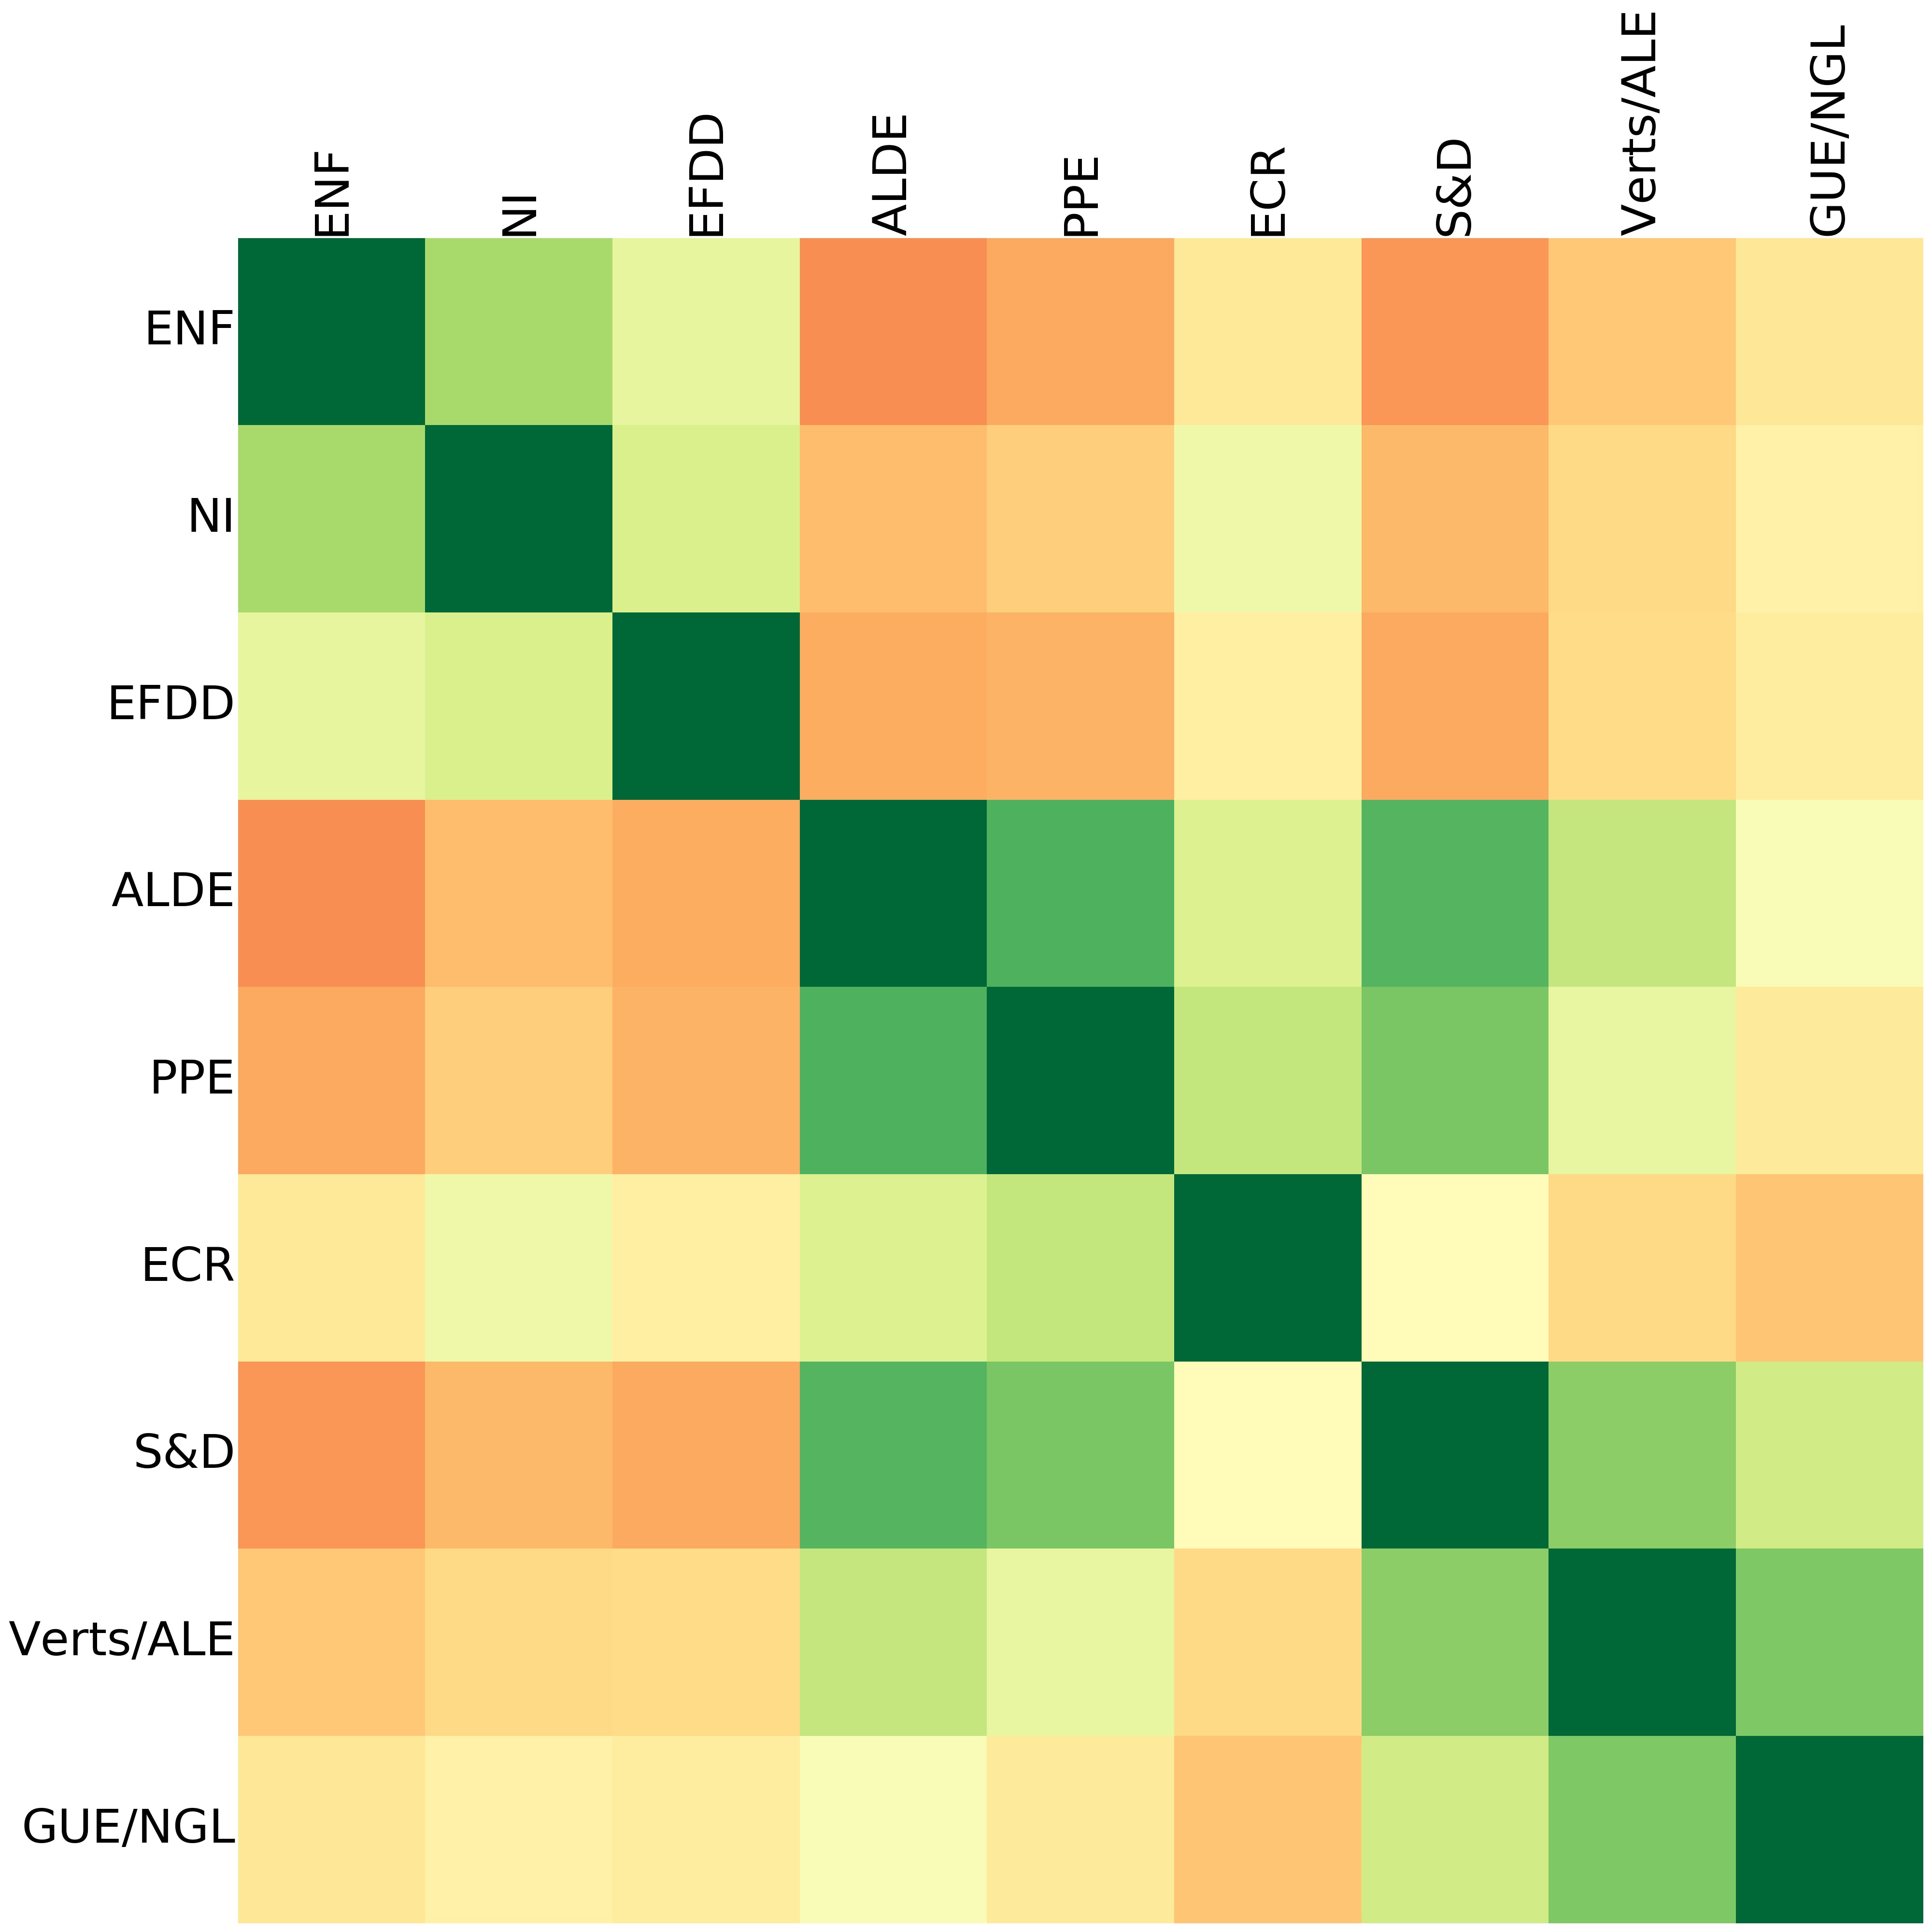 ENF
NI
EFDD
ALDE
PPE
ECR
S&D
Verts/ALE
GUE/NGL
ENF
NI
EFDD
ALDE
PPE
ECR
S&D
Verts/ALE
GUE/NGL